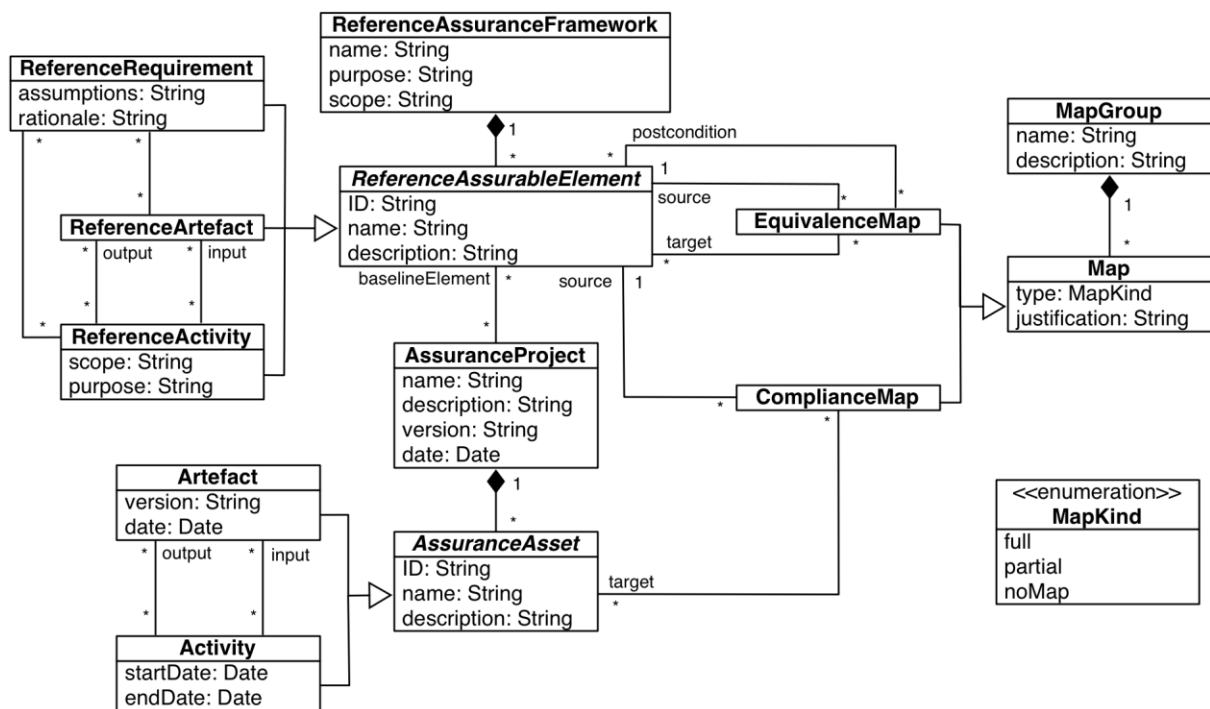 ReferenceAssuranceFramework
name: String
purpose: String
scope: String
1
*
ReferenceRequirement
assumptions: String
rationale: String
*
*
*
ReferenceArtefact
*
output
*
input
*
*
*
ReferenceActivity
scope: String
purpose: String
ReferenceAssurableElement
ID: String
name: String
description: String
postcondition
*
*
1
source
*
target
*
*
EquivalenceMap
MapGroup
name: String
description: String
1
*
Map
type: MapKind
justification: String
baselineElement
*
*
source
1
*
ComplianceMap
*
AssuranceProject
name: String
description: String
version: String
date: Date
1
*
Artefact
version: String
date: Date
*
output
*
input
*
*
Activity
startDate: Date
endDate: Date
AssuranceAsset
ID: String
name: String
description: String
target
*
<<enumeration>>
MapKind
full
partial
noMap